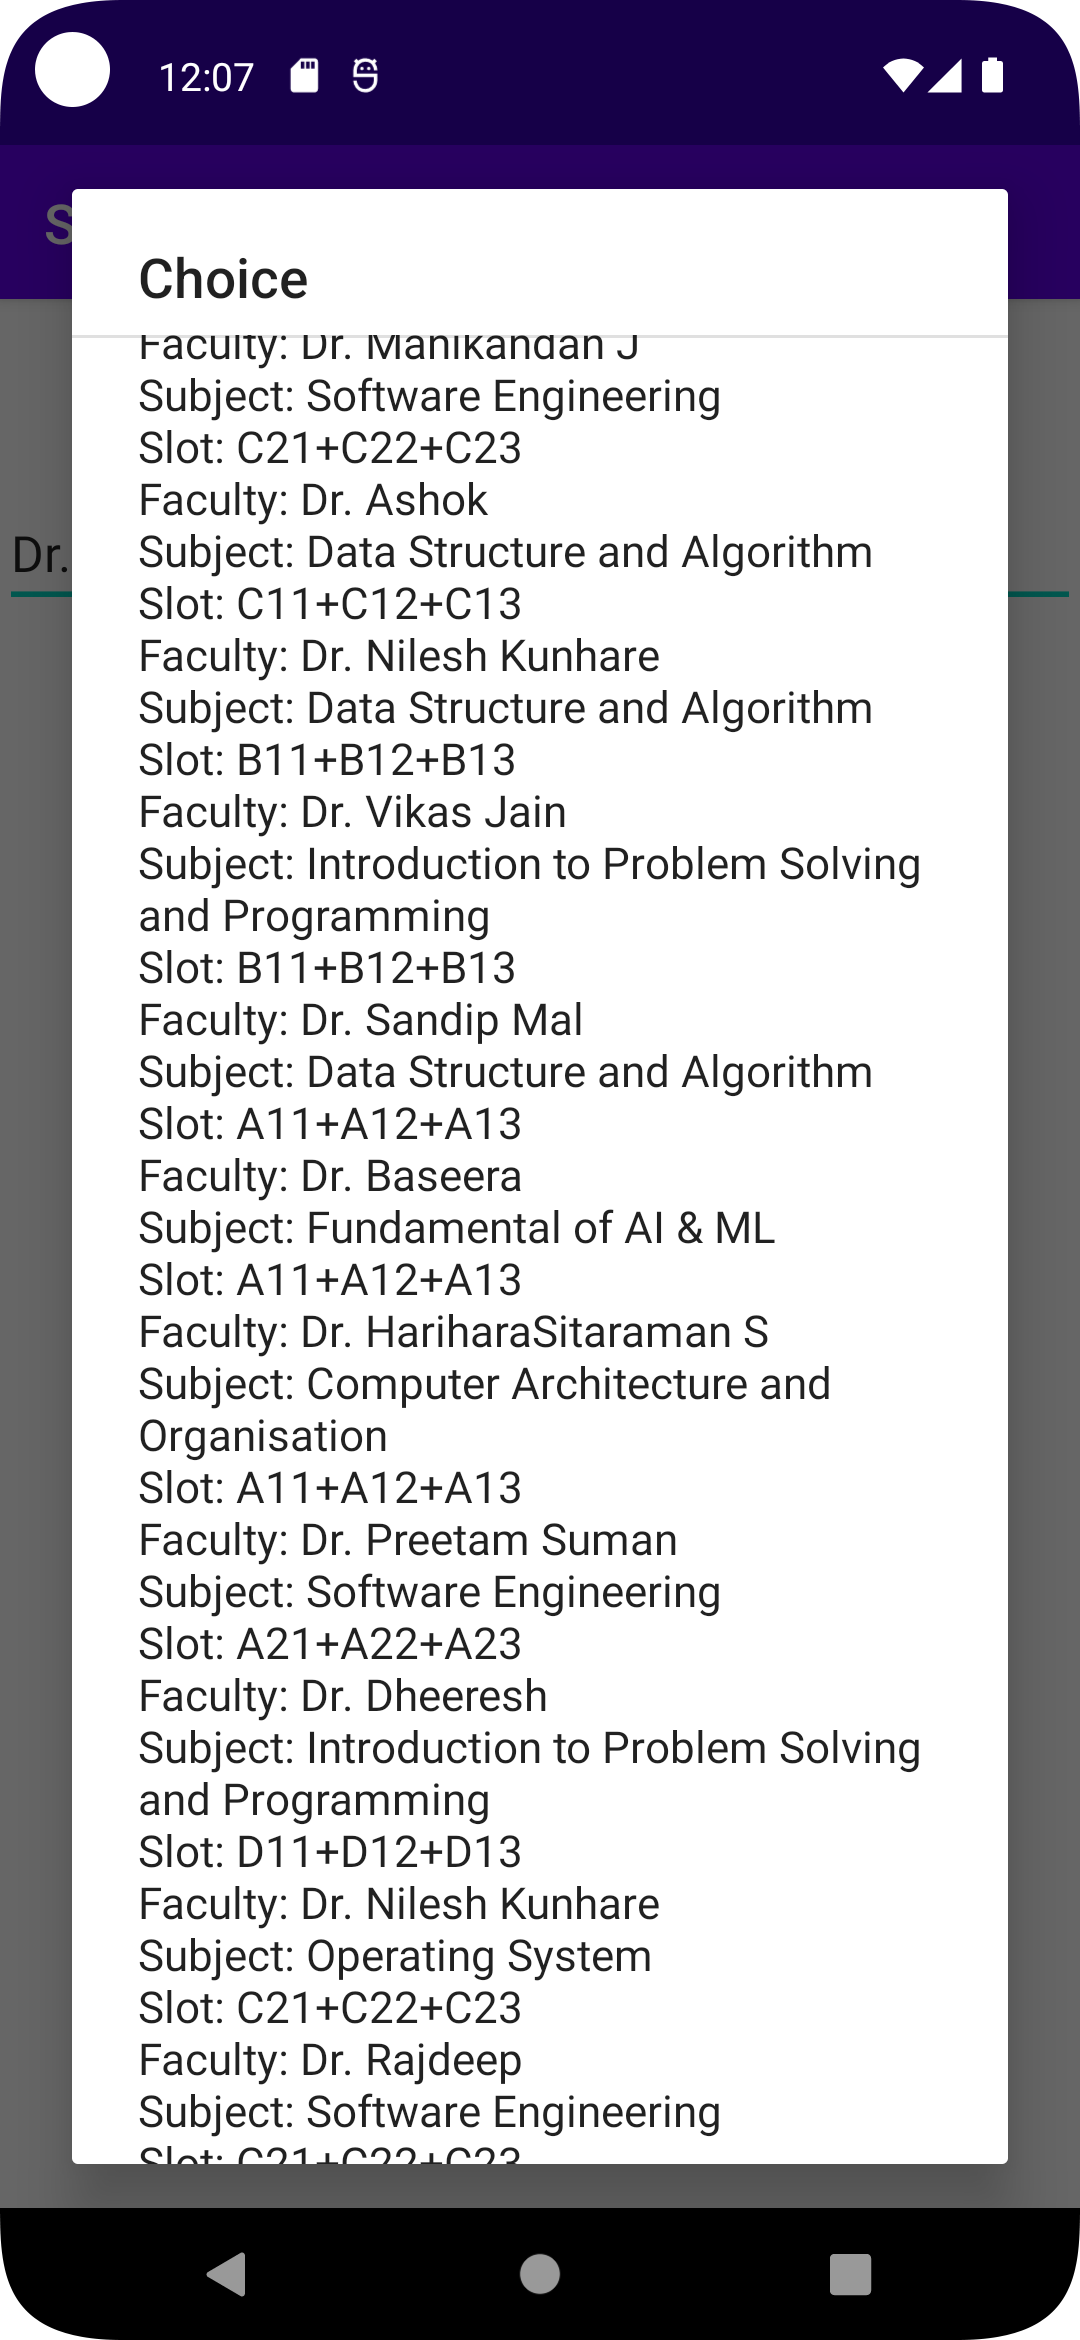 12:07
S
Choice
Faculty: Dr. Manikandan J
Subject: Software Engineering
Slot: C21+C22+C23
Faculty: Dr. Ashok
Dr.
Subject: Data Structure and Algorithm
Slot: C11+C12+C13
Faculty: Dr. Nilesh Kunhare
Subject: Data Structure and Algorithm
Slot: B11+B12+B13
Faculty: Dr. Vikas Jain
Subject: Introduction to Problem Solving
and Programming
Slot: B11+B12+B13
Faculty: Dr. Sandip Mal
Subject: Data Structure and Algorithm
Slot: A11+A12+A13
Faculty: Dr. Baseera
Subject: Fundamental of AI & ML
Slot: A11+A12+A13
Faculty: Dr. HariharaSitaraman S
Subject: Computer Architecture and
Organisation
Slot: A11+A12+A13
Faculty: Dr. Preetam Suman
Subject: Software Engineering
Slot: A21+A22+A23
Faculty: Dr. Dheeresh
Subject: Introduction to Problem Solving
and Programming
Slot: D11+D12+D13
Faculty: Dr. Nilesh Kunhare
Subject: Operating System
Slot: C21+C22+C23
Faculty: Dr. Rajdeep
Subject: Software Engineering
Slot: C21+C22+C23